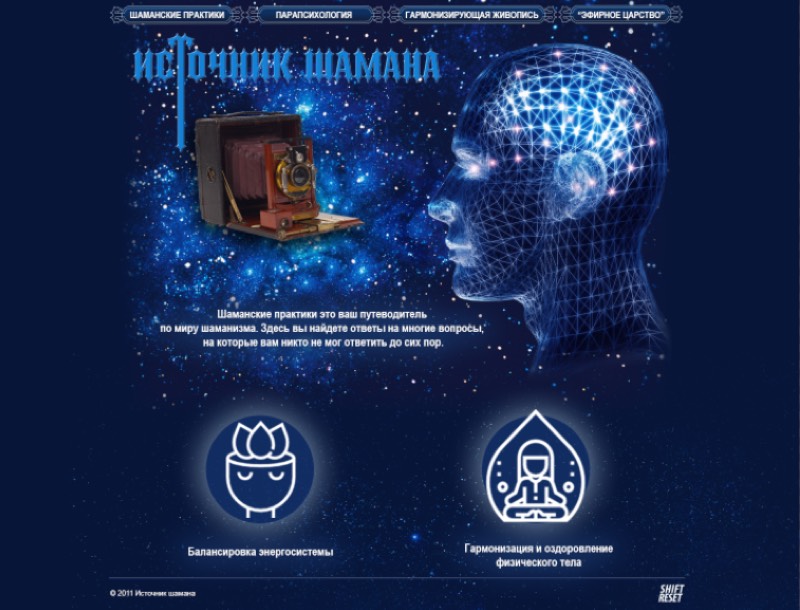 ШАМАНСКИЕ ПРАКТИКИ
ПАРАПСИХОЛОГИЯ
ГАРМОНИЗИРУЮЩАЯ ЖИВОПИСЬ
"ЭФИРНОЕ ЦАРСТВО"
ИСТОЧНИК ШАМАНА
Шаманские практики это ваш путеводитель
по миру шаманизма. Здесь вы найдете ответы на многие вопросы,
на которые вам никто не мог ответить до сих пор.
Балансировка энергосистемы
Гармонизация и оздоровление
физического тела
© 2011 Источник шамана
SHIFT
RESET